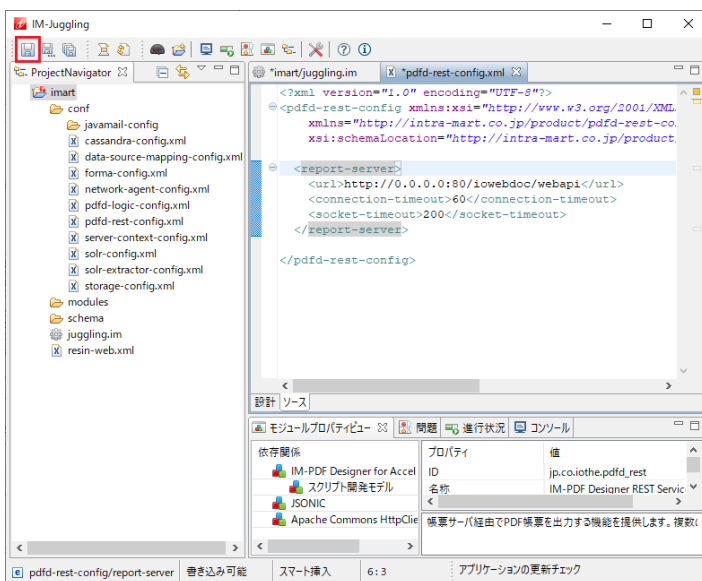 IM-Juggling
ProjectNavigator
imart
conf
javamail-config
cassandra-config.xml
data-source-mapping-config.xml
forma-config.xml
network-agent-config.xml
pdfd-logic-config.xml
pdfd-rest-config.xml
server-context-config.xml
solr-config.xml
solr-extractor-config.xml
storage-config.xml
modules
schema
juggling.im
resin-web.xml
*imart/juggling.im *pdfd-rest-config.xml
<?xml version="1.0" encoding="UTF-8"?>
<pdfd-rest-config xmlns:xsi="http://www.w3.org/2001/XML
xmlns="http://intra-mart.co.jp/product/pdfd-rest-co
xsi:schemaLocation="http://intra-mart.co.jp/product
<report-server>
<url>http://0.0.0.0:80/iowebdoc/webapi</url>
<connection-timeout>60</connection-timeout>
<socket-timeout>200</socket-timeout>
</report-server>
</pdfd-rest-config>
設計 ソース
モジュールプロパティビュー 問題 進行状況 コンソール
依存関係
IM-PDF Designer for Accel
スクリプト開発モデル
JSONIC
Apache Commons HttpClie
プロパティ 値
ID jp.co.iothe.pdfd_rest
名称 IM-PDF Designer REST Servic
帳票サーバ経由でPDF帳票を出力する機能を提供します。複数
pdfd-rest-config/report-server 書き込み可能 スマート挿入 6:3 アプリケーションの更新チェック